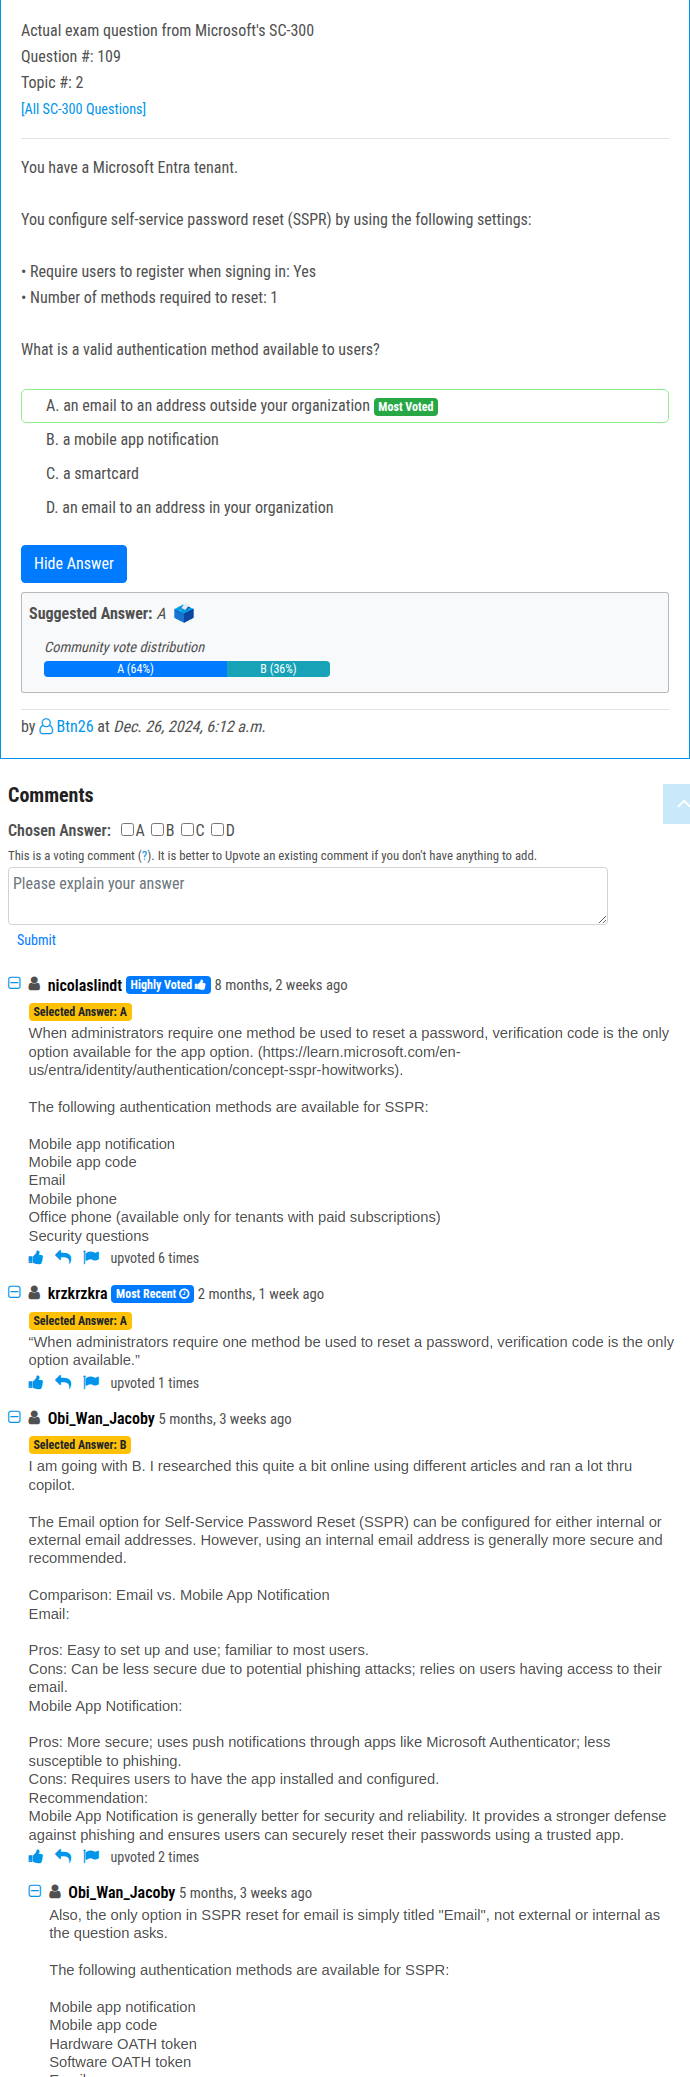 Actual exam question from Microsoft's SC-300
Question #: 109
Topic #: 2
[All SC-300 Questions]
You have a Microsoft Entra tenant.
You configure self-service password reset (SSPR) by using the following settings:
• Require users to register when signing in: Yes
• Number of methods required to reset: 1
What is a valid authentication method available to users?
A. an email to an address outside your organization Most Voted
B. a mobile app notification
C. a smartcard
D. an email to an address in your organization
Hide Answer
Suggested Answer: A
Community vote distribution
A (64%) B (36%)
by Btn26 at Dec. 26, 2024, 6:12 a.m.
Comments
Chosen Answer: A B C D
This is a voting comment (?). It is better to Upvote an existing comment if you don't have anything to add.
Please explain your answer
Submit
nicolaslindt Highly Voted 8 months, 2 weeks ago
Selected Answer: A
When administrators require one method be used to reset a password, verification code is the only
option available for the app option. (https://learn.microsoft.com/en-
us/entra/identity/authentication/concept-sspr-howitworks).
The following authentication methods are available for SSPR:
Mobile app notification
Mobile app code
Email
Mobile phone
Office phone (available only for tenants with paid subscriptions)
Security questions
upvoted 6 times
krzkrzkra Most Recent 2 months, 1 week ago
Selected Answer: A
“When administrators require one method be used to reset a password, verification code is the only
option available.”
upvoted 1 times
Obi_Wan_Jacoby 5 months, 3 weeks ago
Selected Answer: B
I am going with B. I researched this quite a bit online using different articles and ran a lot thru
copilot.
The Email option for Self-Service Password Reset (SSPR) can be configured for either internal or
external email addresses. However, using an internal email address is generally more secure and
recommended.
Comparison: Email vs. Mobile App Notification
Email:
Pros: Easy to set up and use; familiar to most users.
Cons: Can be less secure due to potential phishing attacks; relies on users having access to their
email.
Mobile App Notification:
Pros: More secure; uses push notifications through apps like Microsoft Authenticator; less
susceptible to phishing.
Cons: Requires users to have the app installed and configured.
Recommendation:
Mobile App Notification is generally better for security and reliability. It provides a stronger defense
against phishing and ensures users can securely reset their passwords using a trusted app.
upvoted 2 times
Obi_Wan_Jacoby 5 months, 3 weeks ago
Also, the only option in SSPR reset for email is simply titled "Email", not external or internal as
the question asks.
The following authentication methods are available for SSPR:
Mobile app notification
Mobile app code
Hardware OATH token
Software OATH token